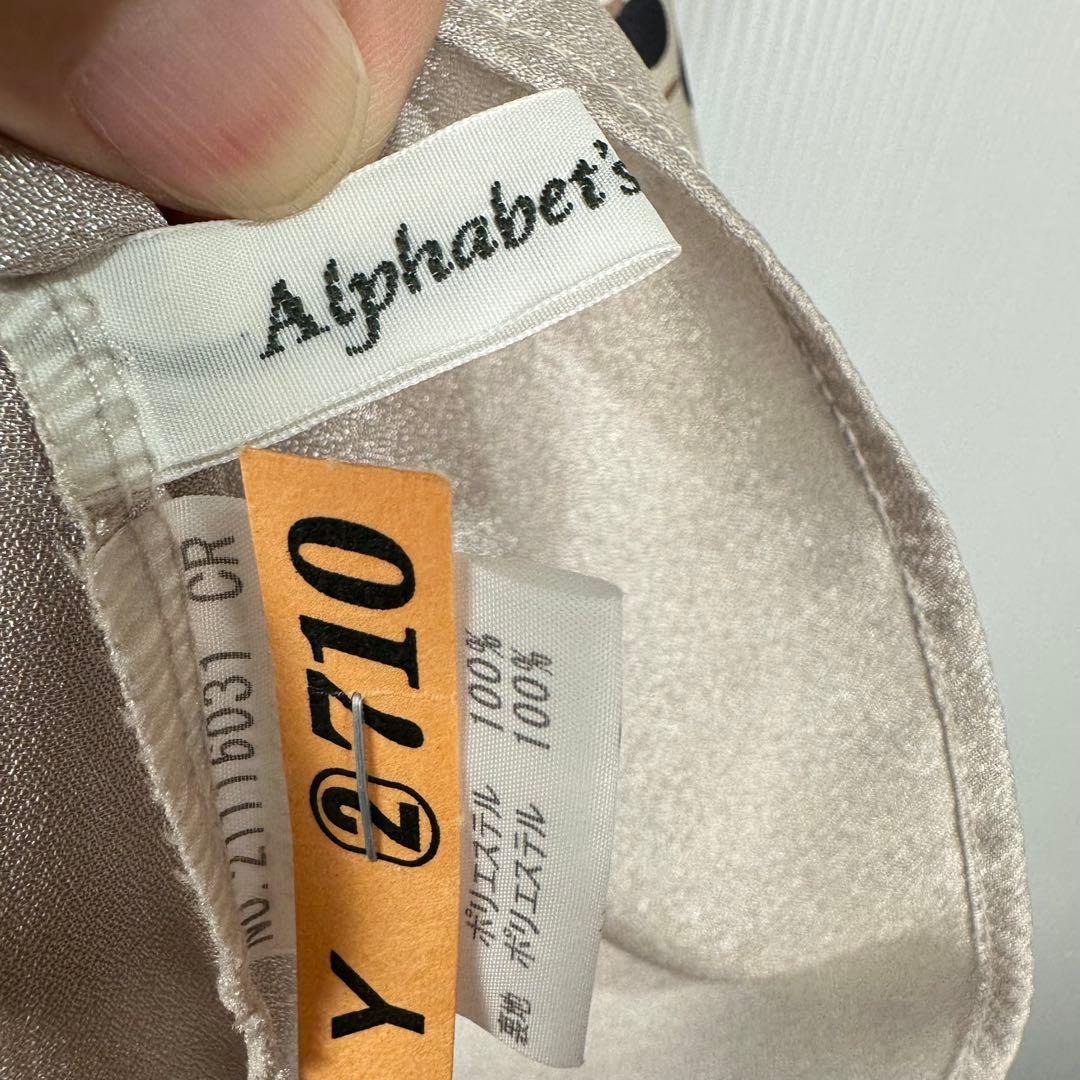 Alphabet's
Y 2710
NO.27116031 CR
ポリエステル 100%
裏地 ポリエステル 100%